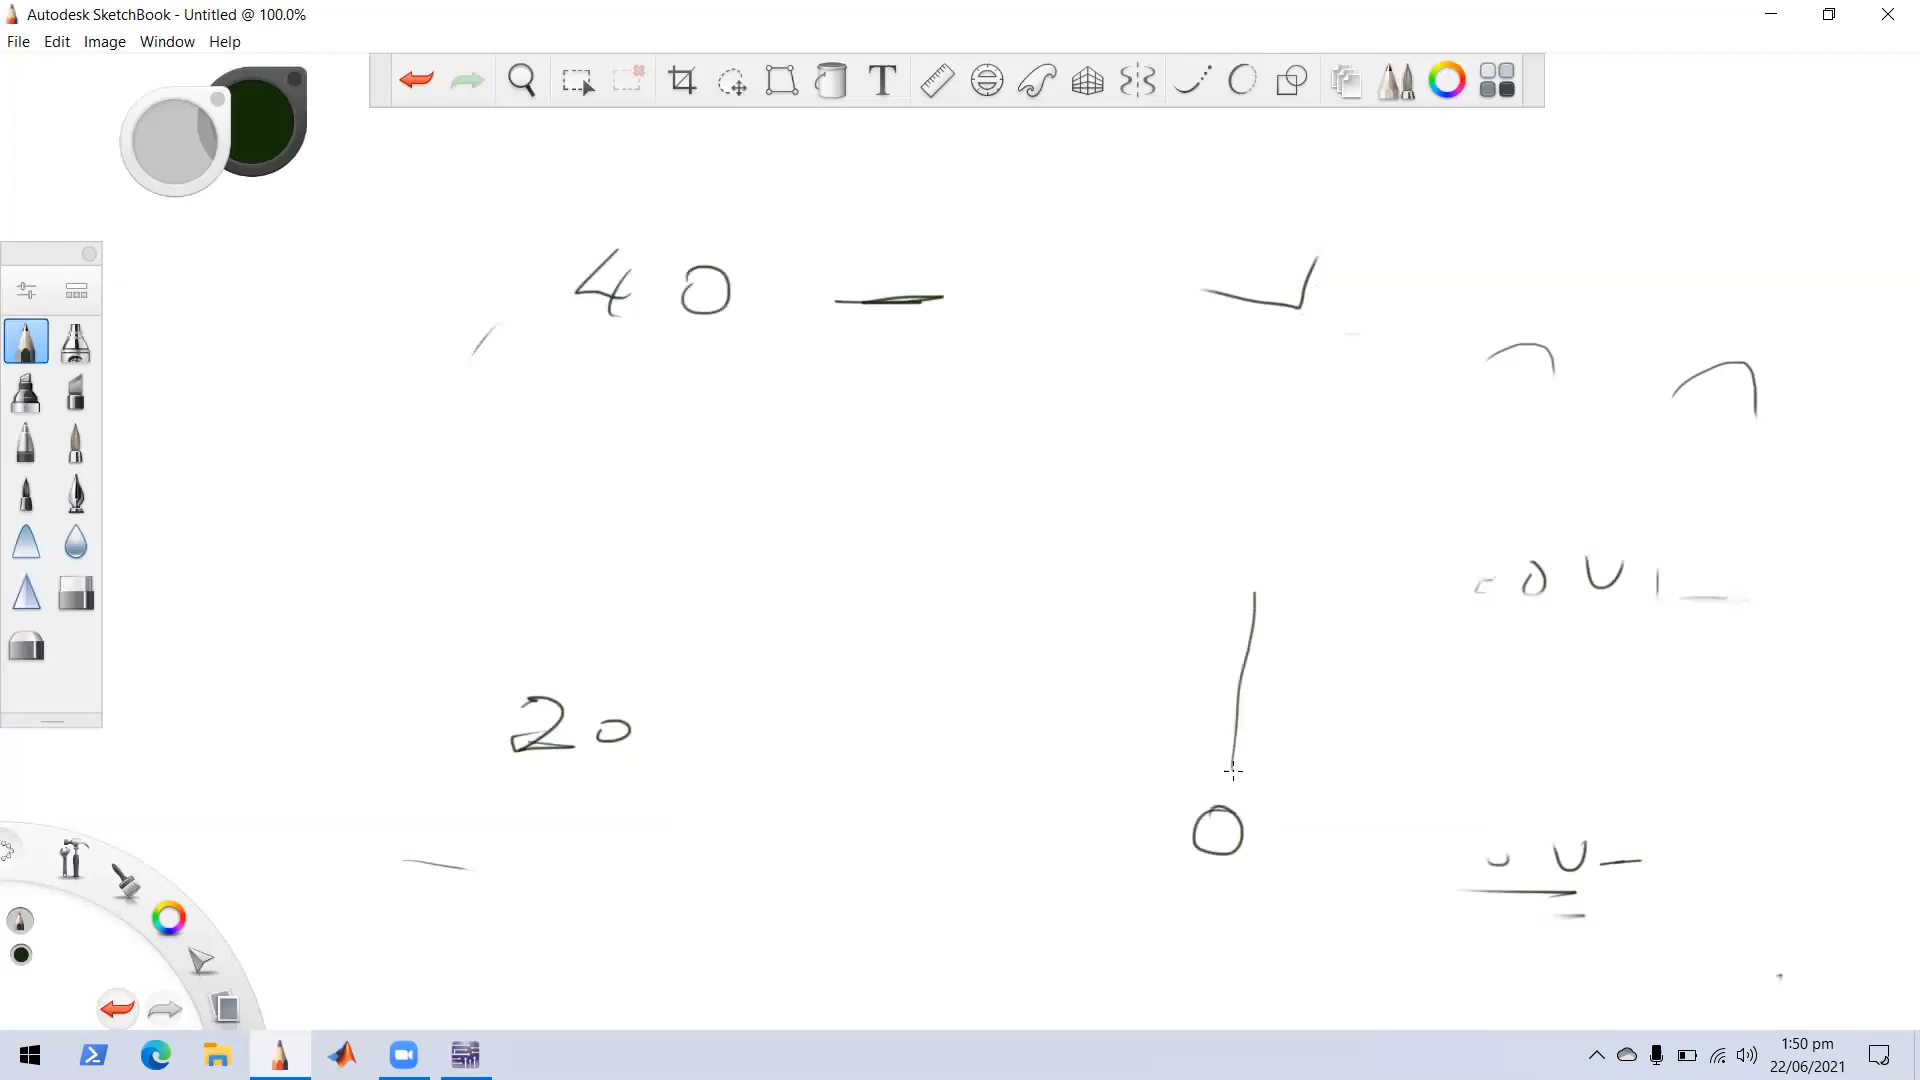 Autodesk SketchBook - Untitled @ 100.0%
File Edit Image Window Help
T
40 —
20
0
1:50 pm
22/06/2021